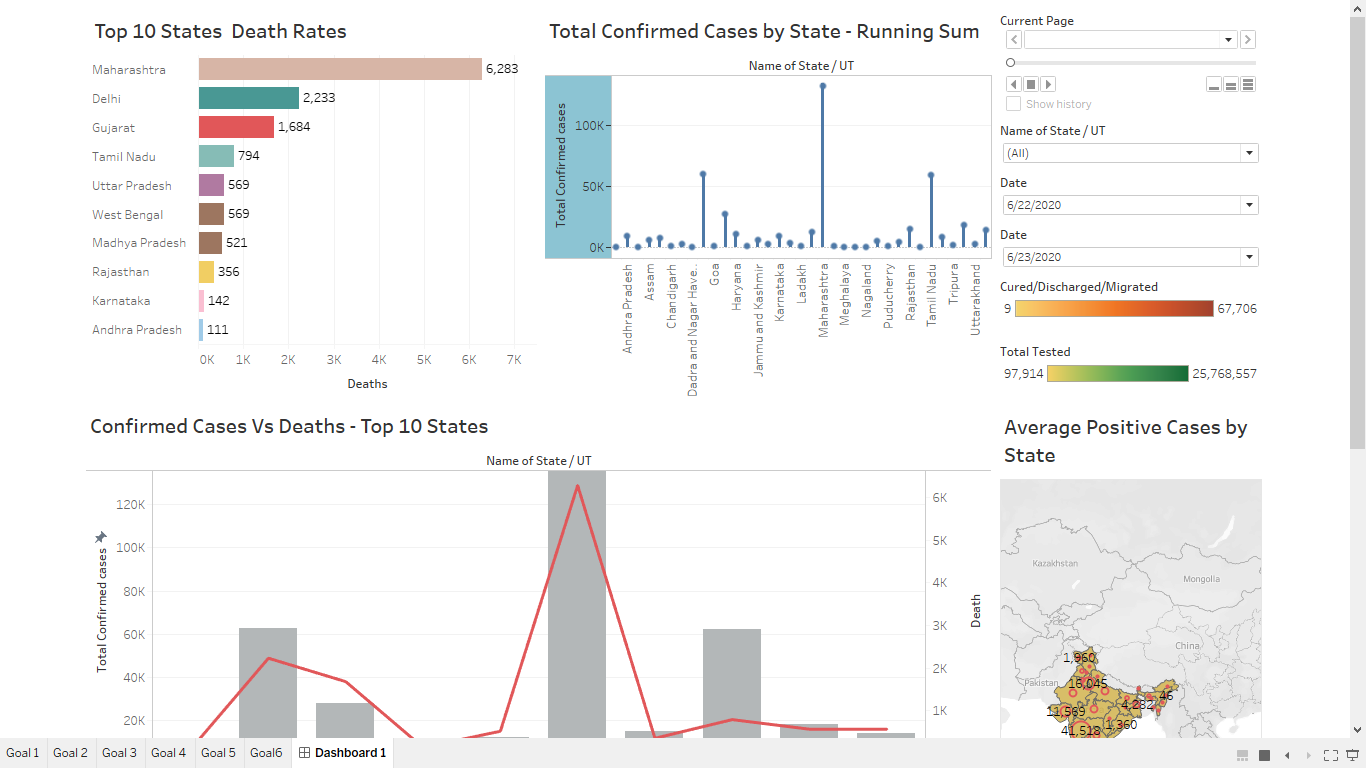 Top 10 States  Death Rates
Maharashtra 6,283
Delhi 2,233
Gujarat 1,684
Tamil Nadu 794
Uttar Pradesh 569
West Bengal 569
Madhya Pradesh 521
Rajasthan 356
Karnataka 142
Andhra Pradesh 111
0K 1K 2K 3K 4K 5K 6K 7K
Deaths
Total Confirmed Cases by State - Running Sum
Name of State / UT
Total Confirmed cases
100K
50K
0K
Andhra Pradesh
Assam
Chandigarh
Dadra and Nagar Have..
Goa
Haryana
Jammu and Kashmir
Karnataka
Ladakh
Maharashtra
Meghalaya
Nagaland
Puducherry
Rajasthan
Tamil Nadu
Tripura
Uttarakhand
Current Page
Show history
Name of State / UT
(All)
Date
6/22/2020
Date
6/23/2020
Cured/Discharged/Migrated
9 67,706
Total Tested
97,914 25,768,557
Confirmed Cases Vs Deaths - Top 10 States
Name of State / UT
Total Confirmed cases
120K
100K
80K
60K
40K
20K
6K
5K
4K
3K
2K
1K
Death
Average Positive Cases by
State
Kazakhstan
Mongolia
China
Pakistan
1,960
16,045
46
4,282
11,569
1,360
41,518
Goal 1 Goal 2 Goal 3 Goal 4 Goal 5 Goal6 Dashboard 1